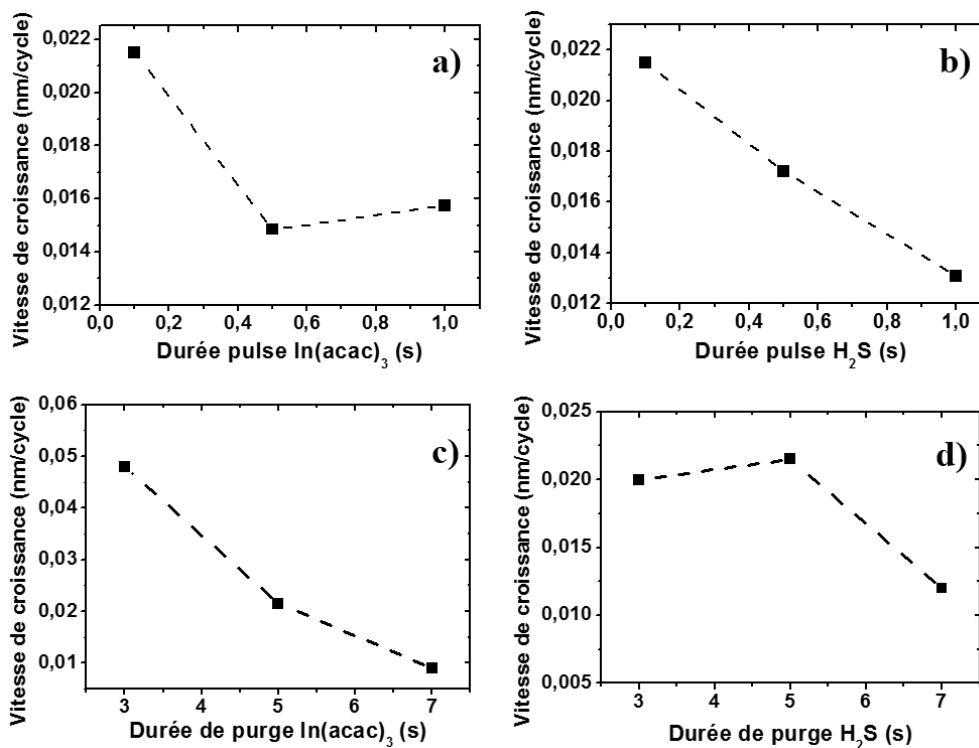 a)
Vitesse de croissance (nm/cycle)
0,022
0,020
0,018
0,016
0,014
0,012
0,0 0,2 0,4 0,6 0,8 1,0
Durée pulse In(acac)₃ (s)
b)
Vitesse de croissance (nm/cycle)
0,022
0,020
0,018
0,016
0,014
0,012
0,0 0,2 0,4 0,6 0,8 1,0
Durée pulse H₂S (s)
c)
Vitesse de croissance (nm/cycle)
0,06
0,05
0,04
0,03
0,02
0,01
3 4 5 6 7
Durée de purge In(acac)₃ (s)
d)
Vitesse de croissance (nm/cycle)
0,025
0,020
0,015
0,010
0,005
3 4 5 6 7
Durée de purge H₂S (s)